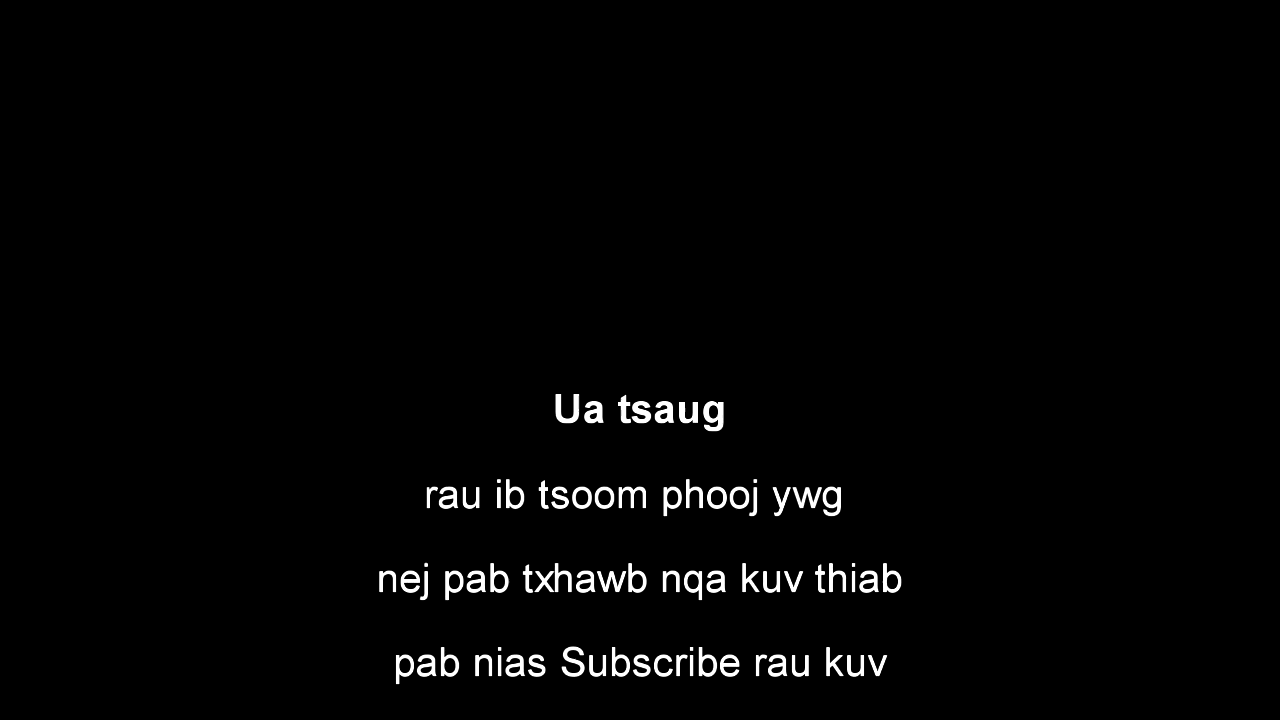 Ua tsaug
rau ib tsoom phooj ywg
nej pab txhawb nqa kuv thiab
pab nias Subscribe rau kuv